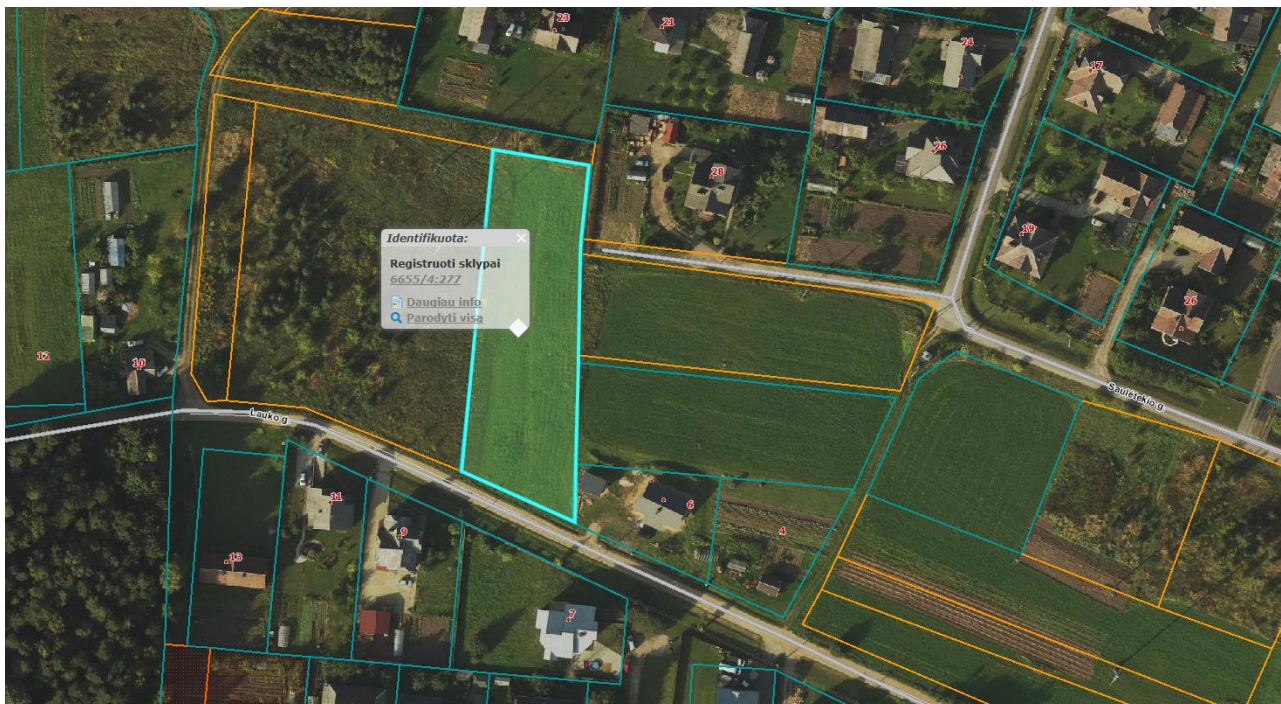 23
21
24
17
26
28
Identifikuota:
Registruoti sklypai
6655/4:277
Daugiau info
Parodyti visą
19
26
12
10
Lauko g.
Saulėtekio g.
11
9
6
4
13
7